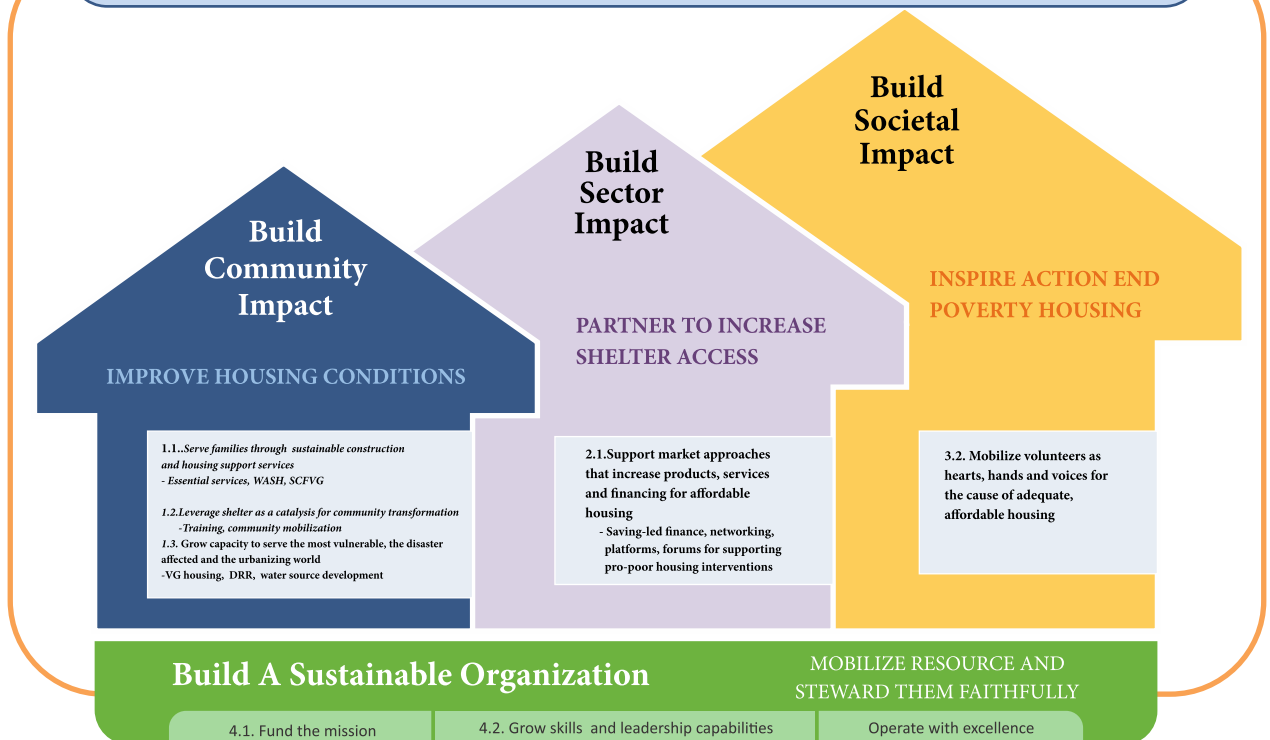 Build
Community
Impact
IMPROVE HOUSING CONDITIONS
1.1..Serve families through sustainable construction
and housing support services
- Essential services, WASH, SCFVG
1.2.Leverage shelter as a catalysis for community transformation
-Training, community mobilization
1.3. Grow capacity to serve the most vulnerable, the disaster
affected and the urbanizing world
-VG housing, DRR, water source development
Build
Sector
Impact
PARTNER TO INCREASE
SHELTER ACCESS
2.1.Support market approaches
that increase products, services
and financing for affordable
housing
- Saving-led finance, networking,
platforms, forums for supporting
pro-poor housing interventions
Build
Societal
Impact
INSPIRE ACTION END
POVERTY HOUSING
3.2. Mobilize volunteers as
hearts, hands and voices for
the cause of adequate,
affordable housing
Build A Sustainable Organization
MOBILIZE RESOURCE AND
STEWARD THEM FAITHFULLY
4.1. Fund the mission
4.2. Grow skills and leadership capabilities
Operate with excellence